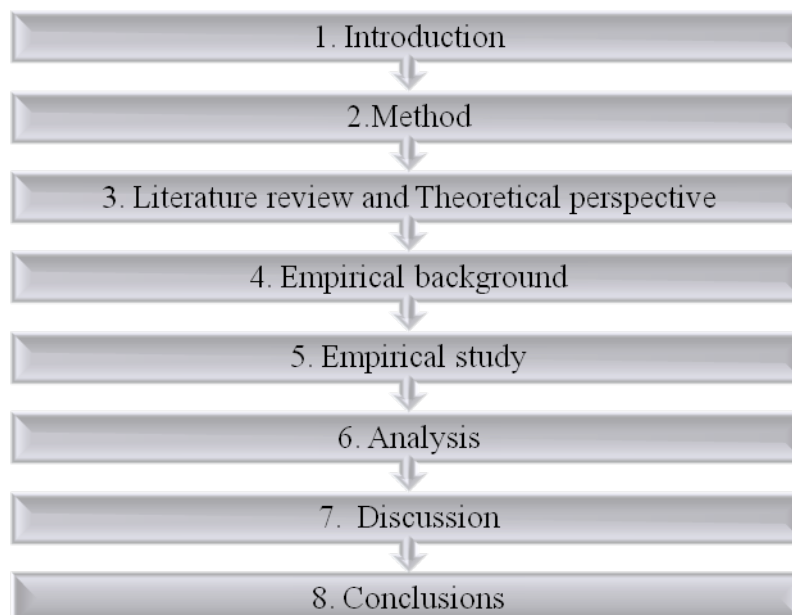 1. Introduction
2.Method
3. Literature review and Theoretical perspective
4. Empirical background
5. Empirical study
6. Analysis
7. Discussion
8. Conclusions